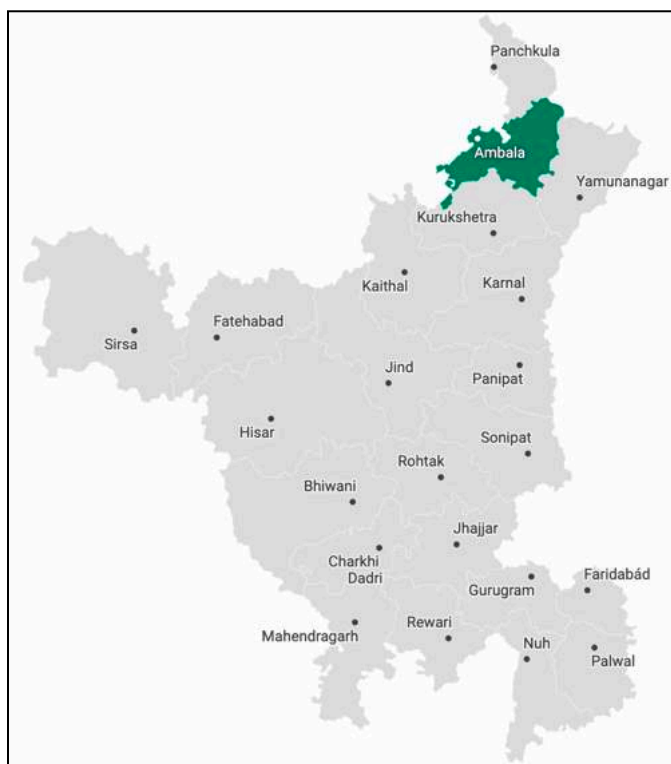 Panchkula
Ambala
Yamunanagar
Kurukshetra
Kaithal
Karnal
Fatehabad
Sirsa
Jind
Panipat
Hisar
Sonipat
Rohtak
Bhiwani
Jhajjar
Charkhi
Dadri
Faridabád
Gurugram
Mahendragarh
Rewari
Nuh
Palwal